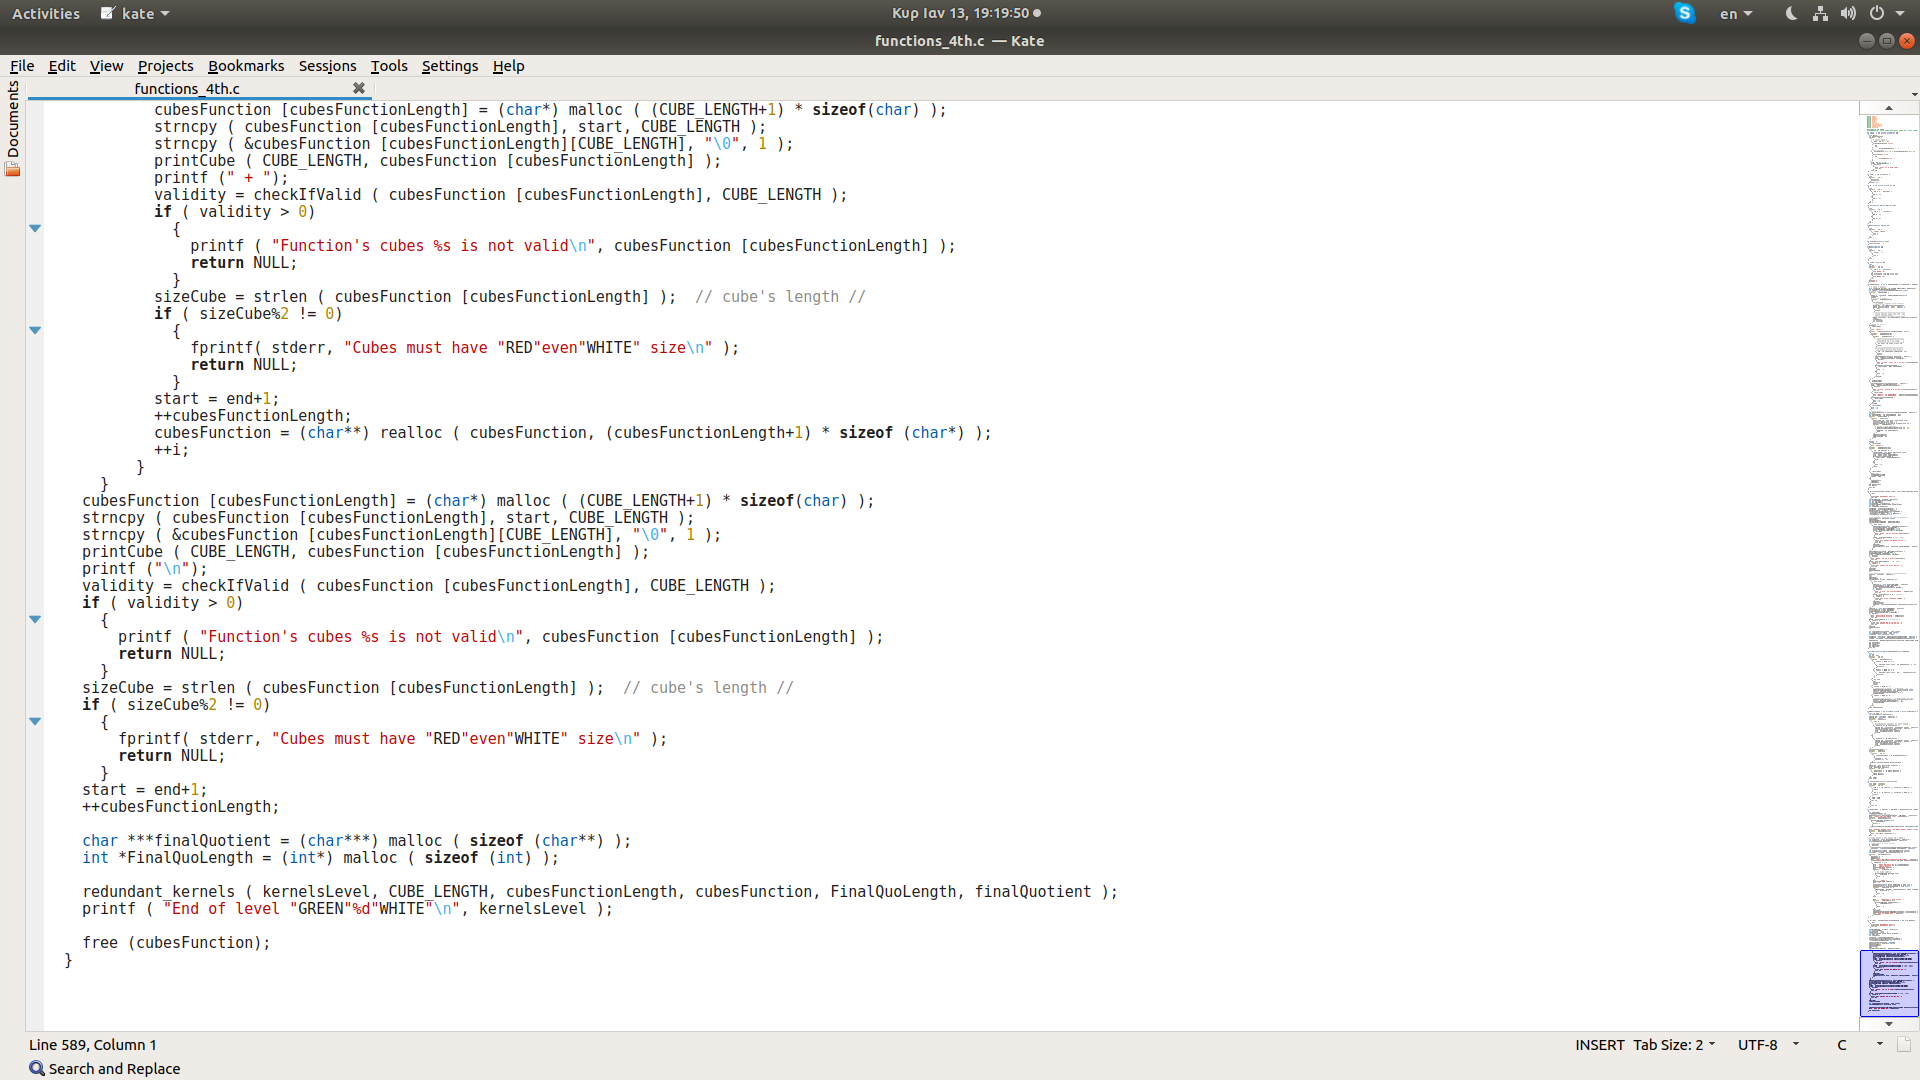 Activities kate Κυρ Ιαν 13, 19:19:50 en
functions_4th.c — Kate
File Edit View Projects Bookmarks Sessions Tools Settings Help
functions_4th.c
Documents
cubesFunction [cubesFunctionLength] = (char*) malloc ( (CUBE_LENGTH+1) * sizeof(char) );
strncpy ( cubesFunction [cubesFunctionLength], start, CUBE_LENGTH );
strncpy ( &cubesFunction [cubesFunctionLength][CUBE_LENGTH], "\0", 1 );
printCube ( CUBE_LENGTH, cubesFunction [cubesFunctionLength] );
printf (" + ");
validity = checkIfValid ( cubesFunction [cubesFunctionLength], CUBE_LENGTH );
if ( validity > 0)
{
printf ( "Function's cubes %s is not valid\n", cubesFunction [cubesFunctionLength] );
return NULL;
}
sizeCube = strlen ( cubesFunction [cubesFunctionLength] );  // cube's length //
if ( sizeCube%2 != 0)
{
fprintf( stderr, "Cubes must have "RED"even"WHITE" size\n" );
return NULL;
}
start = end+1;
++cubesFunctionLength;
cubesFunction = (char**) realloc ( cubesFunction, (cubesFunctionLength+1) * sizeof (char*) );
++i;
}
}
cubesFunction [cubesFunctionLength] = (char*) malloc ( (CUBE_LENGTH+1) * sizeof(char) );
strncpy ( cubesFunction [cubesFunctionLength], start, CUBE_LENGTH );
strncpy ( &cubesFunction [cubesFunctionLength][CUBE_LENGTH], "\0", 1 );
printCube ( CUBE_LENGTH, cubesFunction [cubesFunctionLength] );
printf ("\n");
validity = checkIfValid ( cubesFunction [cubesFunctionLength], CUBE_LENGTH );
if ( validity > 0)
{
printf ( "Function's cubes %s is not valid\n", cubesFunction [cubesFunctionLength] );
return NULL;
}
sizeCube = strlen ( cubesFunction [cubesFunctionLength] );  // cube's length //
if ( sizeCube%2 != 0)
{
fprintf( stderr, "Cubes must have "RED"even"WHITE" size\n" );
return NULL;
}
start = end+1;
++cubesFunctionLength;
char ***finalQuotient = (char***) malloc ( sizeof (char**) );
int *FinalQuoLength = (int*) malloc ( sizeof (int) );
redundant_kernels ( kernelsLevel, CUBE_LENGTH, cubesFunctionLength, cubesFunction, FinalQuoLength, finalQuotient );
printf ( "End of level "GREEN"%d"WHITE"\n", kernelsLevel );
free (cubesFunction);
}
Line 589, Column 1 INSERT Tab Size: 2 UTF-8 C
Search and Replace